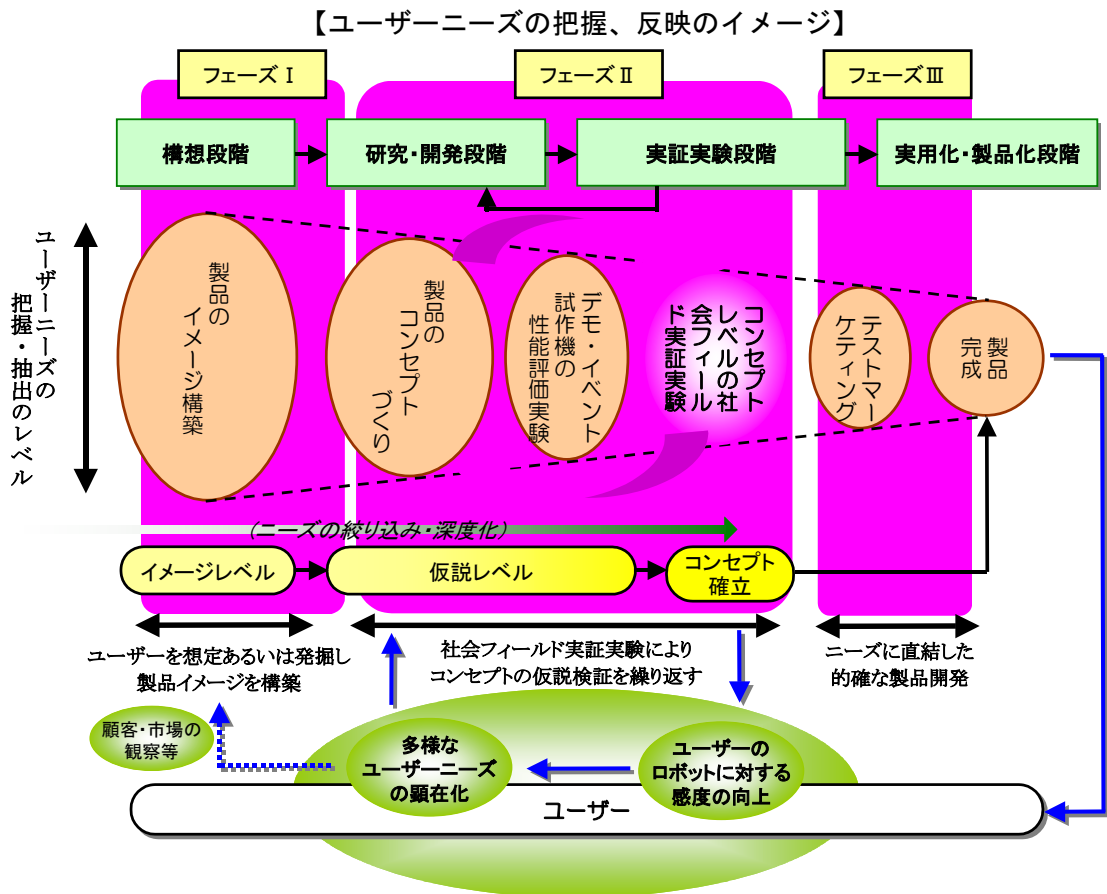 【ユーザーニーズの把握、反映のイメージ】
フェーズⅠ
フェーズⅡ
フェーズⅢ
構想段階
研究・開発段階
実証実験段階
実用化・製品化段階
ユーザーニーズの
把握・抽出のレベル
製品の
イメージ構築
製品の
コンセプト
づくり
デモ・イベント
試作機の
性能評価実験
コンセプト
レベルの社
会フィール
ド実証実験
テストマー
ケティング
製品
完成
(ニーズの絞り込み・深度化)
イメージレベル
仮説レベル
コンセプト
確立
ユーザーを想定あるいは発掘し
製品イメージを構築
社会フィールド実証実験により
コンセプトの仮説検証を繰り返す
ニーズに直結した
的確な製品開発
顧客・市場の
観察等
多様な
ユーザーニーズ
の顕在化
ユーザーの
ロボットに対する
感度の向上
ユーザー